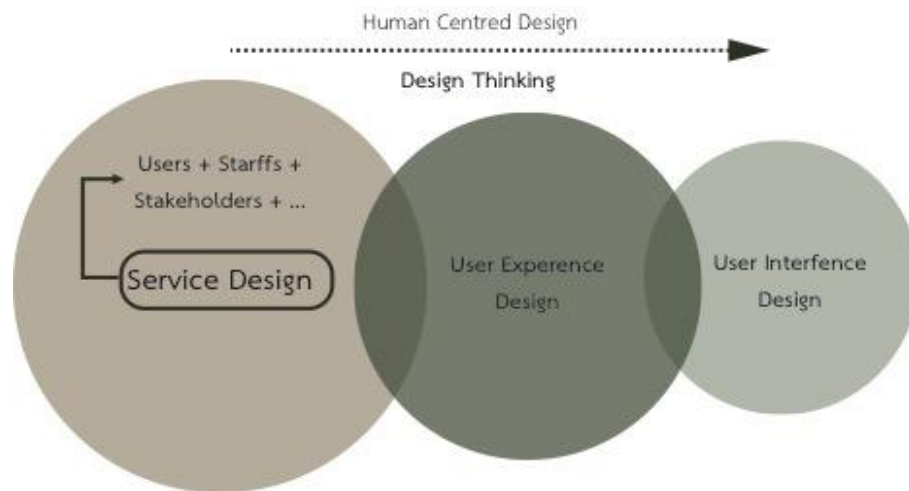 Human Centred Design
Design Thinking
Users + Starffs +
Stakeholders + ...
Service Design
User Experence
Design
User Interfence
Design